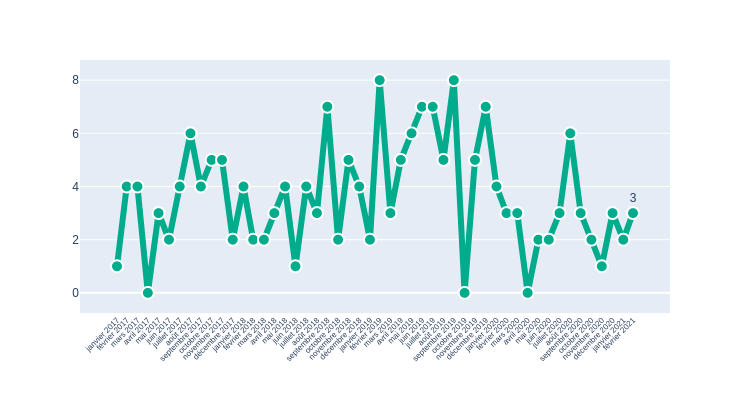 8
6
4
2
0
3
janvier 2017
février 2017
mars 2017
avril 2017
mai 2017
juin 2017
juillet 2017
août 2017
septembre 2017
octobre 2017
novembre 2017
décembre 2017
janvier 2018
février 2018
mars 2018
avril 2018
mai 2018
juin 2018
juillet 2018
août 2018
septembre 2018
octobre 2018
novembre 2018
décembre 2018
janvier 2019
février 2019
mars 2019
avril 2019
mai 2019
juin 2019
juillet 2019
août 2019
septembre 2019
octobre 2019
novembre 2019
décembre 2019
janvier 2020
février 2020
mars 2020
avril 2020
mai 2020
juin 2020
juillet 2020
août 2020
septembre 2020
octobre 2020
novembre 2020
décembre 2020
janvier 2021
février 2021